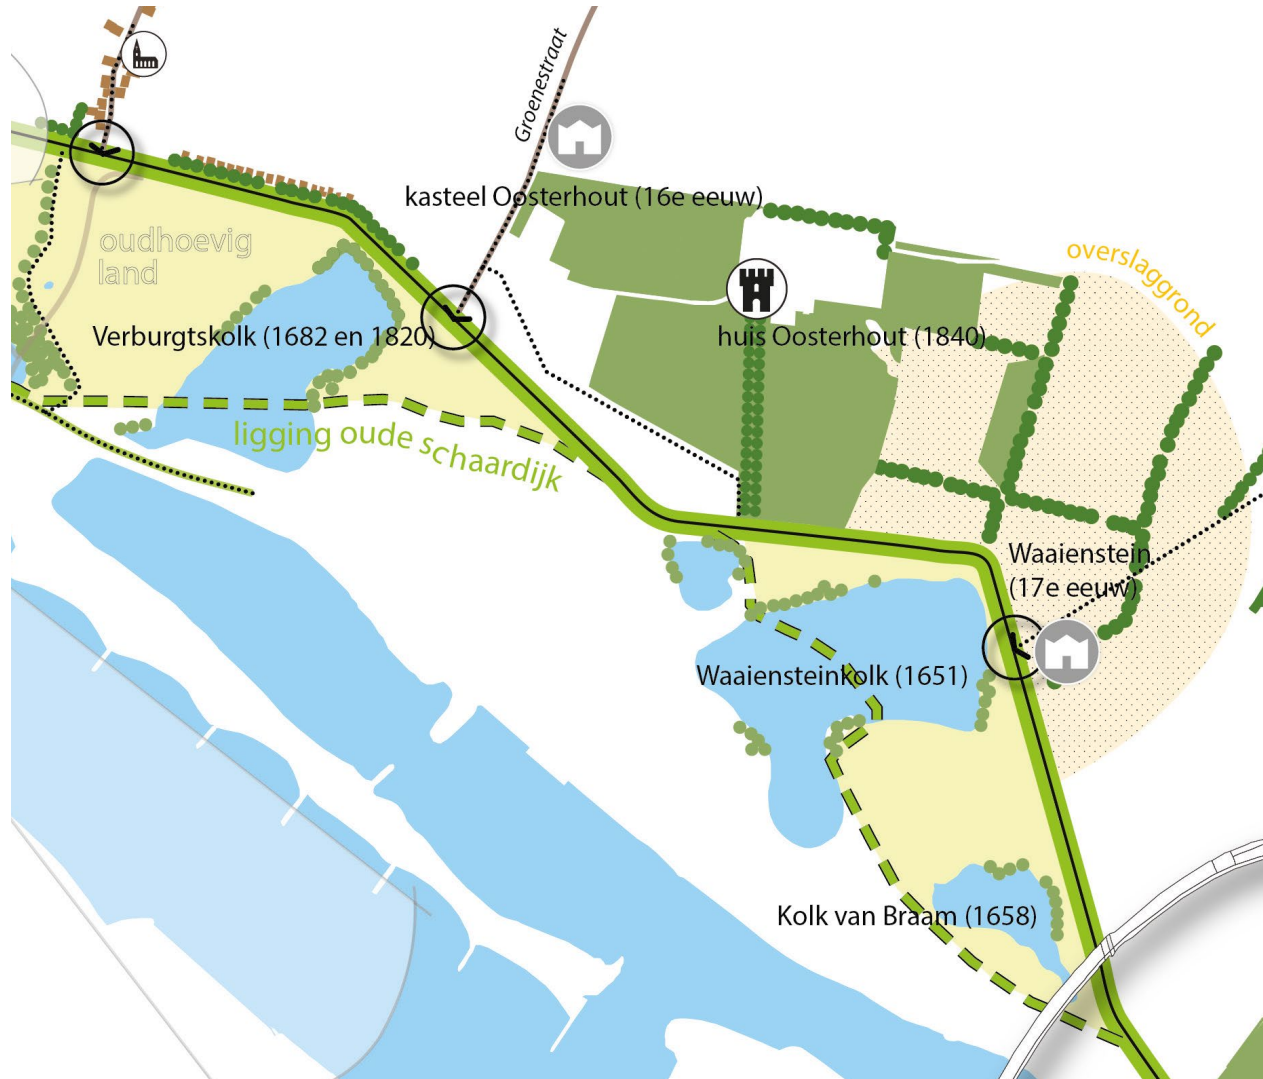 Groenestraat
kasteel Oosterhout (16e eeuw)
oudhoevig
land
overslaggrond
Verburgtskolk (1682 en 1820)
huis Oosterhout (1840)
ligging oude schaardijk
Waaienstein
(17e eeuw)
Waaiensteinkolk (1651)
Kolk van Braam (1658)